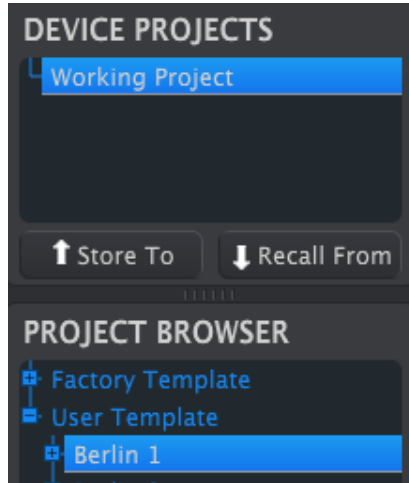 DEVICE PROJECTS
Working Project
Store To
Recall From
PROJECT BROWSER
Factory Template
User Template
Berlin 1